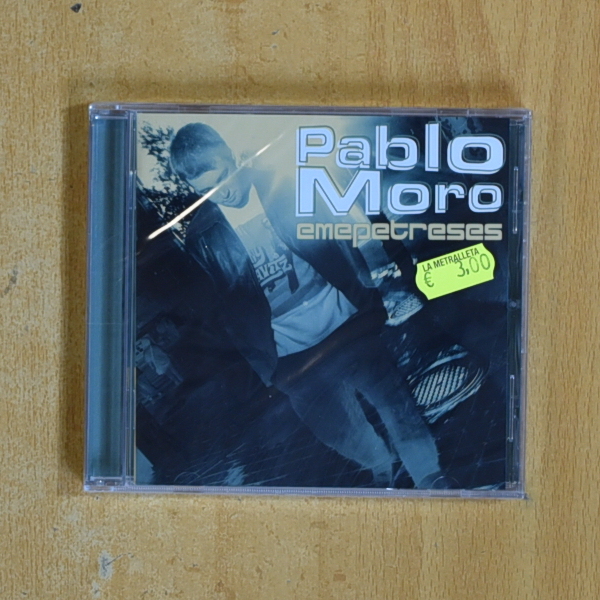 Pablo
Moro
emepetreses
LA METRALLETA
€ 3,00